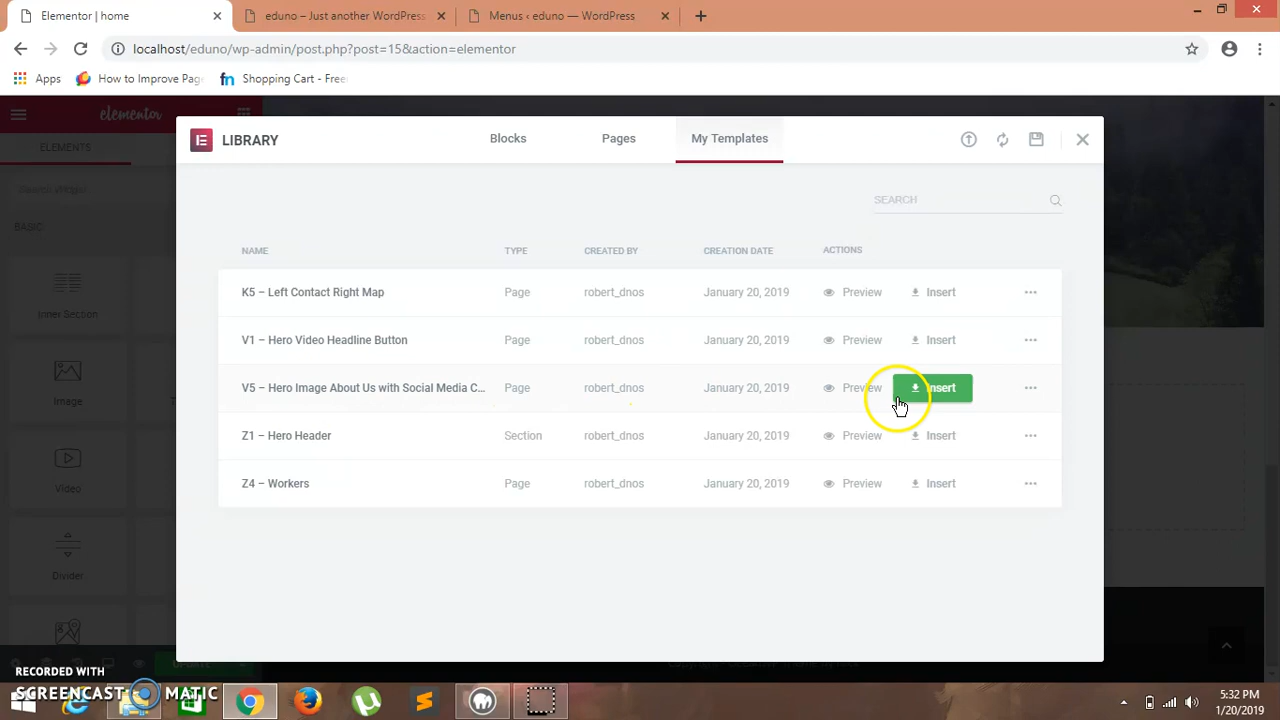 Elementor | home
eduno – Just another WordPress
Menus ‹ eduno — WordPress
localhost/eduno/wp-admin/post.php?post=15&action=elementor
Apps
How to Improve Pag
Shopping Cart - Free
elementor
ELEMENTS
BASIC
Inner Section
Image
Video
Divider
UPDATE
LIBRARY
Blocks
Pages
My Templates
SEARCH
NAME TYPE CREATED BY CREATION DATE ACTIONS
K5 – Left Contact Right Map Page robert_dnos January 20, 2019 Preview Insert
V1 – Hero Video Headline Button Page robert_dnos January 20, 2019 Preview Insert
V5 – Hero Image About Us with Social Media C... Page robert_dnos January 20, 2019 Preview Insert
Z1 – Hero Header Section robert_dnos January 20, 2019 Preview Insert
Z4 – Workers Page robert_dnos January 20, 2019 Preview Insert
RECORDED WITH
SCREENCAST MATIC
5:32 PM
1/20/2019